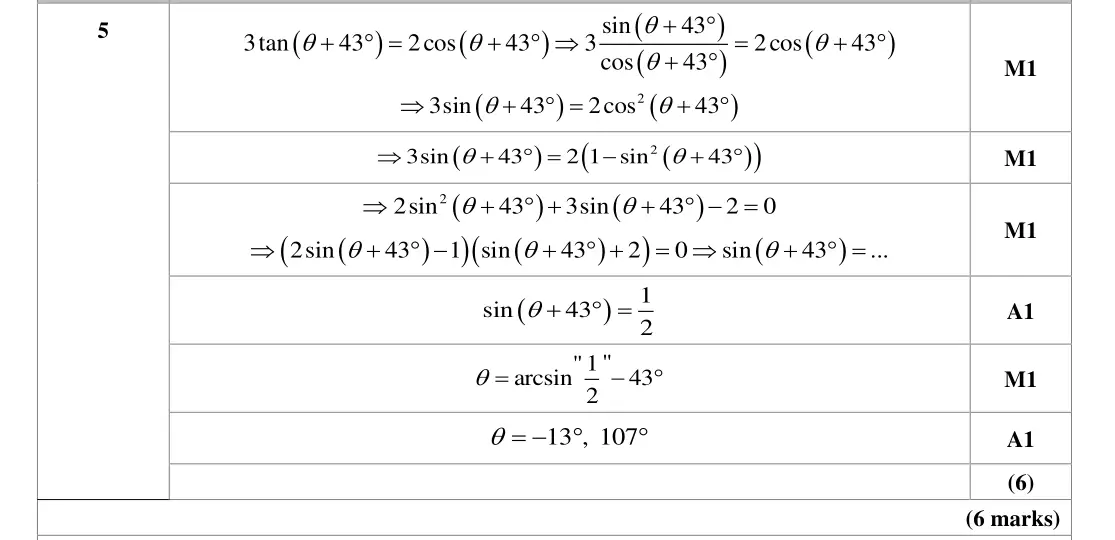 5
3tan(θ+43°)=2cos(θ+43°)⇒3 sin(θ+43°)/cos(θ+43°)=2cos(θ+43°)
⇒3sin(θ+43°)=2cos²(θ+43°)
M1
⇒3sin(θ+43°)=2(1−sin²(θ+43°))
M1
⇒2sin²(θ+43°)+3sin(θ+43°)−2=0
⇒(2sin(θ+43°)−1)(sin(θ+43°)+2)=0⇒sin(θ+43°)=...
M1
sin(θ+43°)=1/2
A1
θ=arcsin"1/2"−43°
M1
θ=−13°, 107°
A1
(6)
(6 marks)